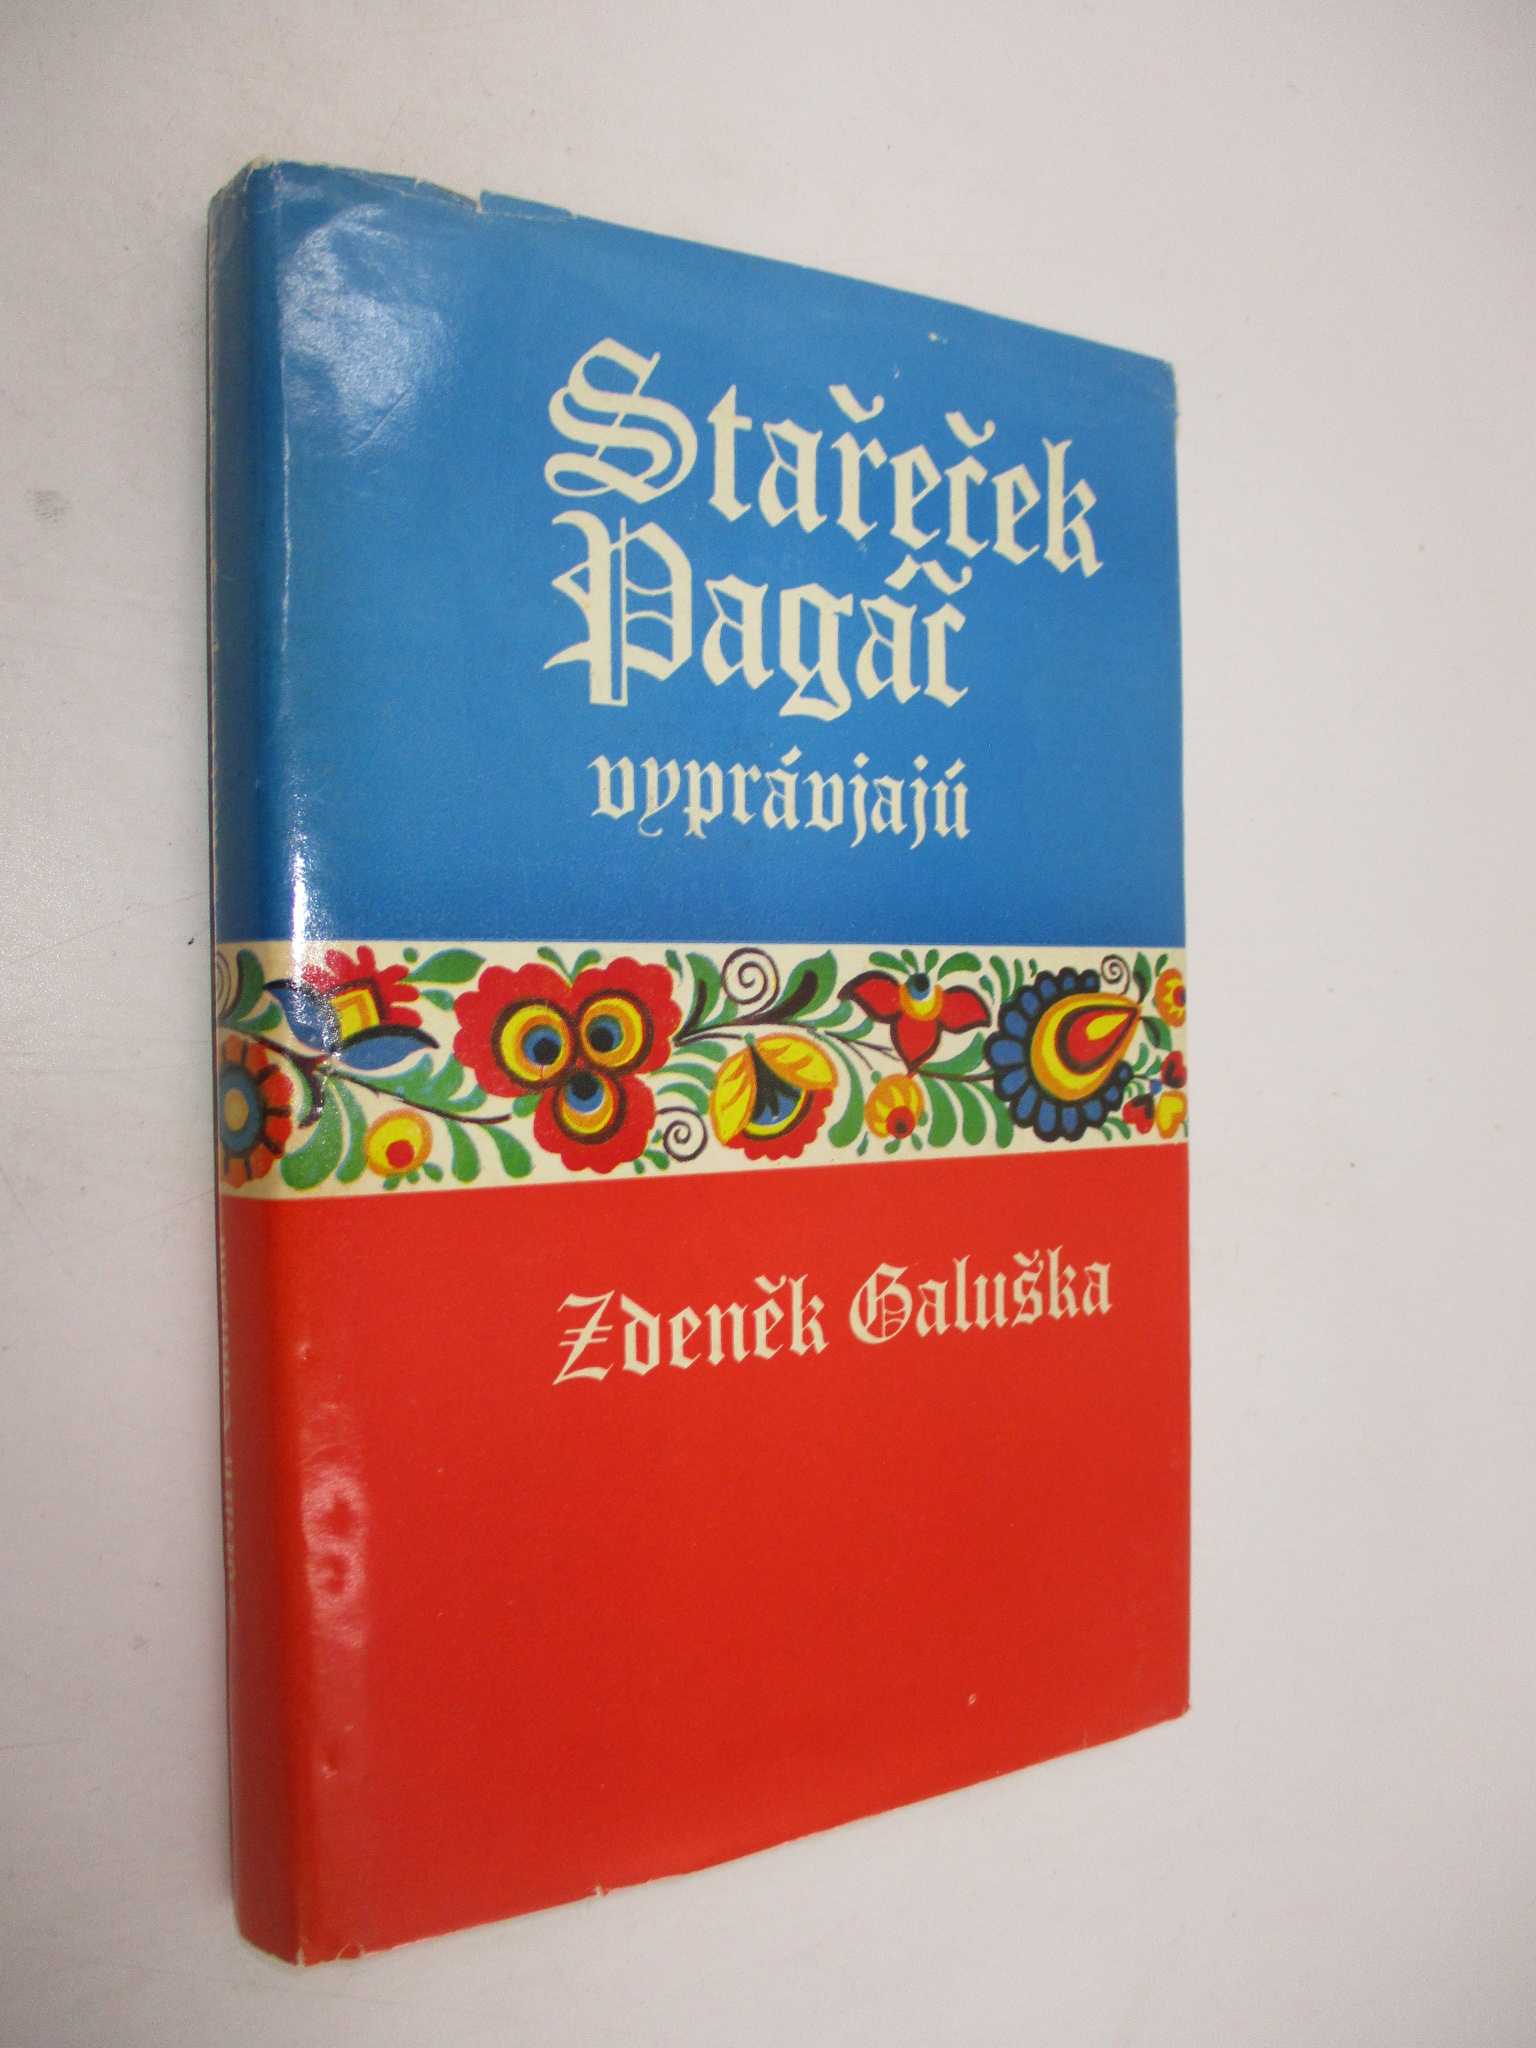 Stařeček
Pagáč
vyprávjajú
Zdeněk Galuška